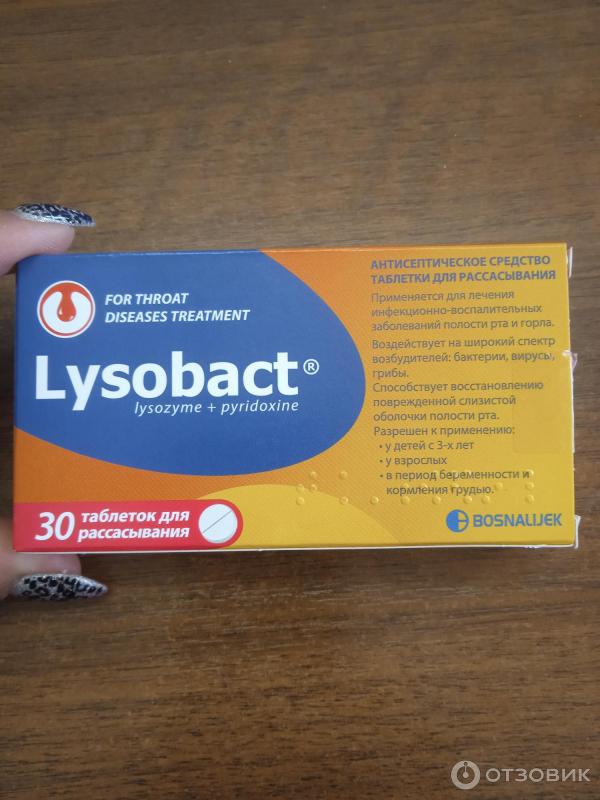 FOR THROAT
DISEASES TREATMENT
Lysobact®
lysozyme + pyridoxine
30 таблеток для
рассасывания
АНТИСЕПТИЧЕСКОЕ СРЕДСТВО
ТАБЛЕТКИ ДЛЯ РАССАСЫВАНИЯ
Применяется для лечения
инфекционно-воспалительных
заболеваний полости рта и горла.
Воздействует на широкий спектр
возбудителей: бактерии, вирусы,
грибы.
Способствует восстановлению
поврежденной слизистой
оболочки полости рта.
Разрешен к применению:
• у детей с 3-х лет
• у взрослых
• в период беременности и
кормления грудью.
BOSNALIJEK
ОТЗОВИК